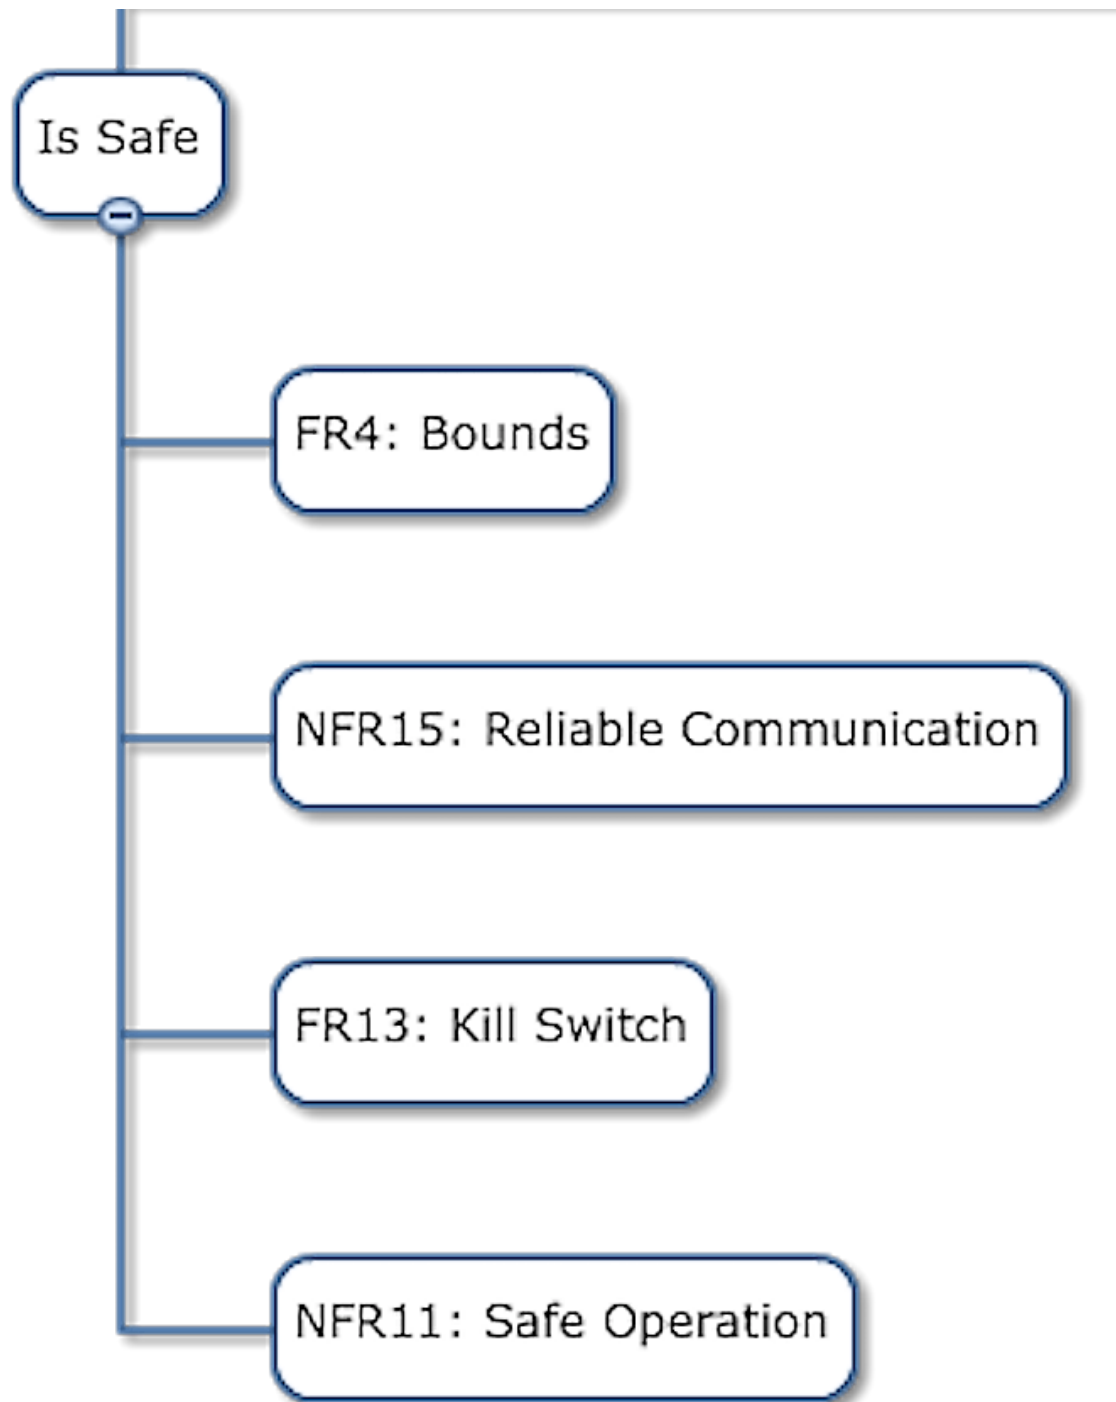 Is Safe
FR4: Bounds
NFR15: Reliable Communication
FR13: Kill Switch
NFR11: Safe Operation